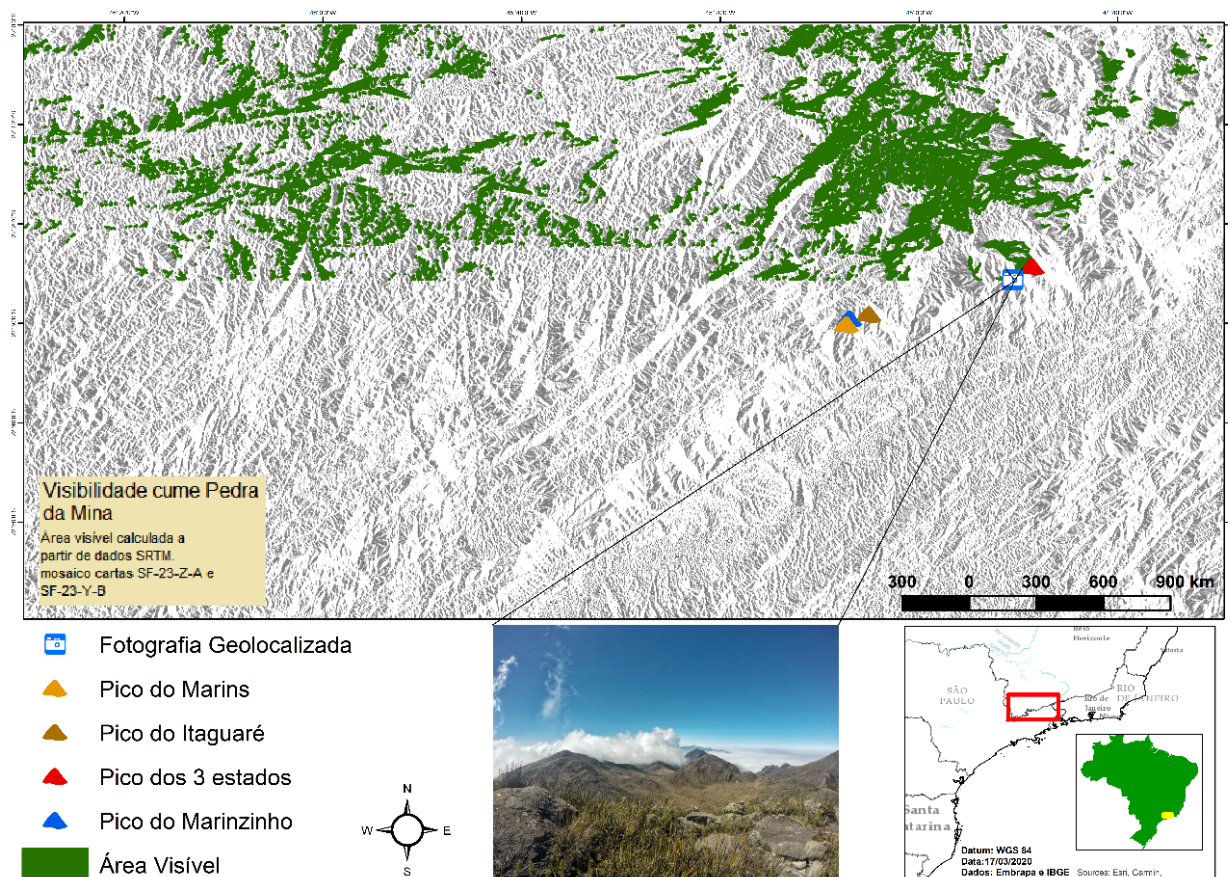 Visibilidade cume Pedra
da Mina
Área visível calculada a
partir de dados SRTM.
mosaico cartas SF-23-Z-A e
SF-23-Y-B
300 0 300 600 900 km
Fotografia Geolocalizada
Pico do Marins
Pico do Itaguaré
Pico dos 3 estados
Pico do Marinzinho
Área Visível
N
W E
S
Horizonte
Vitoria
SÃO
PAULO
RIO
DE JANEIRO
Rio de
Janeiro
Santa
atarina
Datum: WGS 84
Data:17/03/2020
Dados: Embrapa e IBGE Sources: Esri, Garmin,